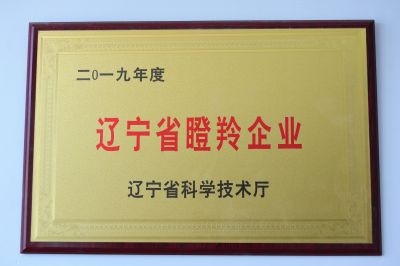 二0一九年度
辽宁省瞪羚企业
辽宁省科学技术厅